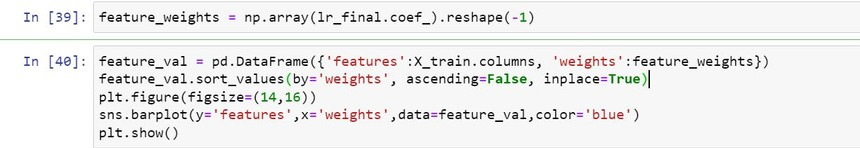 In [39]: feature_weights = np.array(lr_final.coef_).reshape(-1)
In [40]: feature_val = pd.DataFrame({'features':X_train.columns, 'weights':feature_weights})
feature_val.sort_values(by='weights', ascending=False, inplace=True)
plt.figure(figsize=(14,16))
sns.barplot(y='features',x='weights',data=feature_val,color='blue')
plt.show()